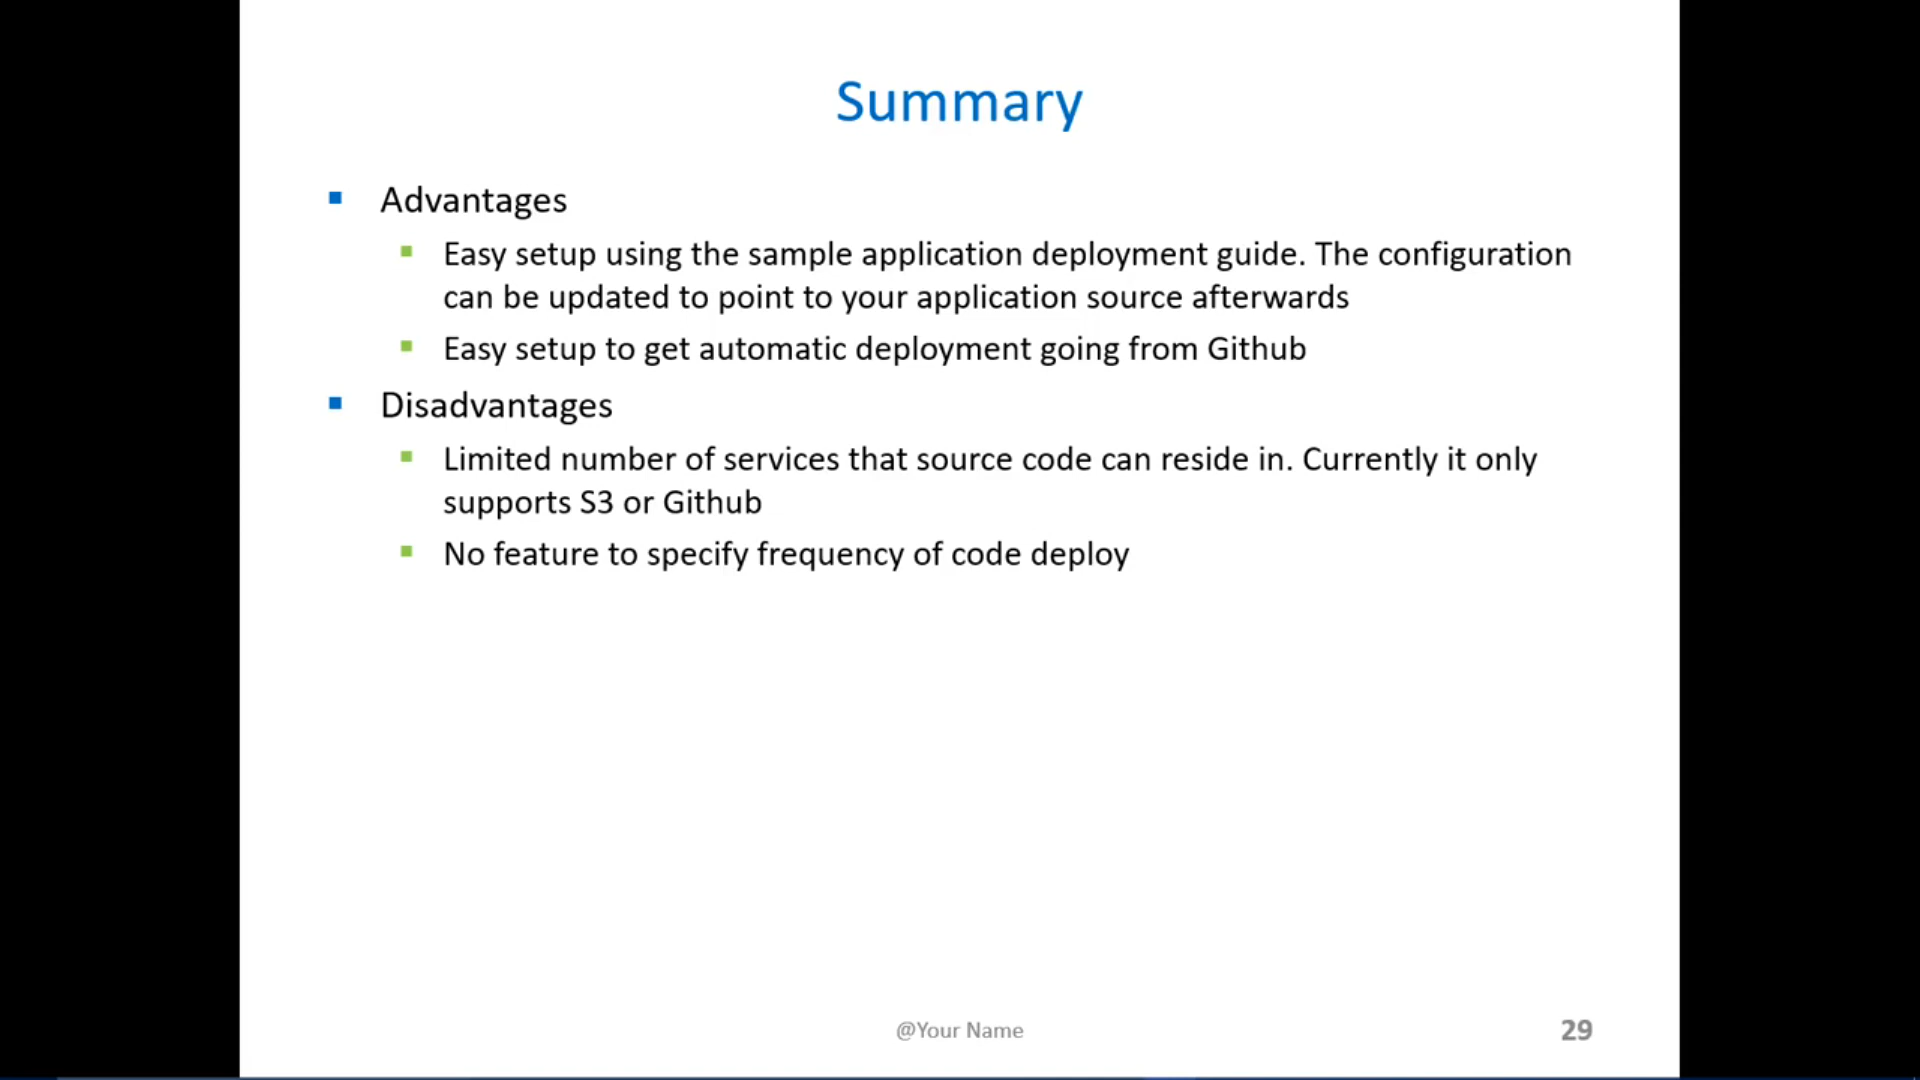 Summary
Advantages
Easy setup using the sample application deployment guide. The configuration
can be updated to point to your application source afterwards
Easy setup to get automatic deployment going from Github
Disadvantages
Limited number of services that source code can reside in. Currently it only
supports S3 or Github
No feature to specify frequency of code deploy
@Your Name
29